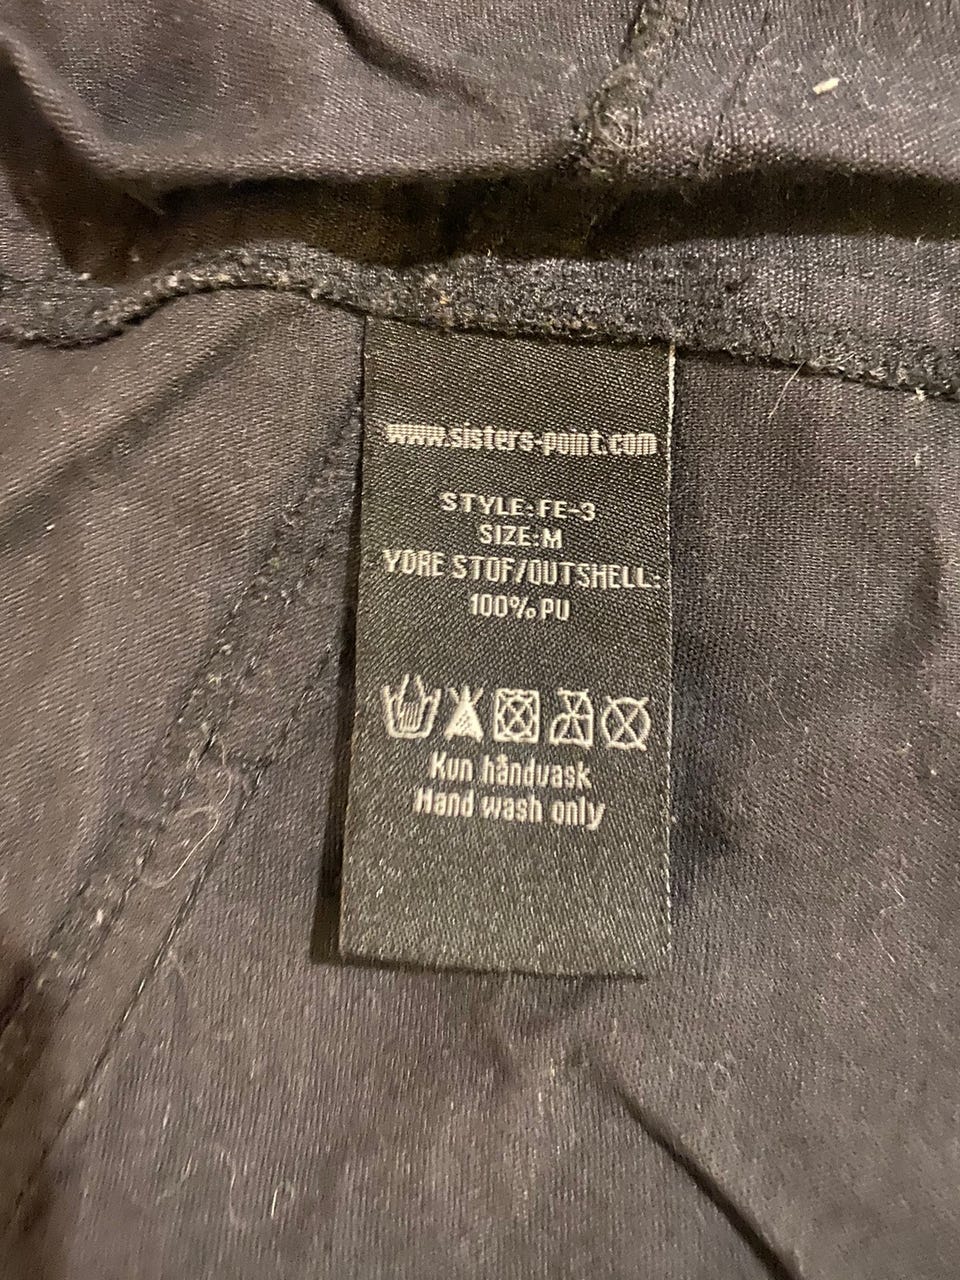 www.sisters-point.com
STYLE:FE-3
SIZE:M
YDRE STOF/OUTSHELL:
100% PU
Kun håndvask
Hand wash only